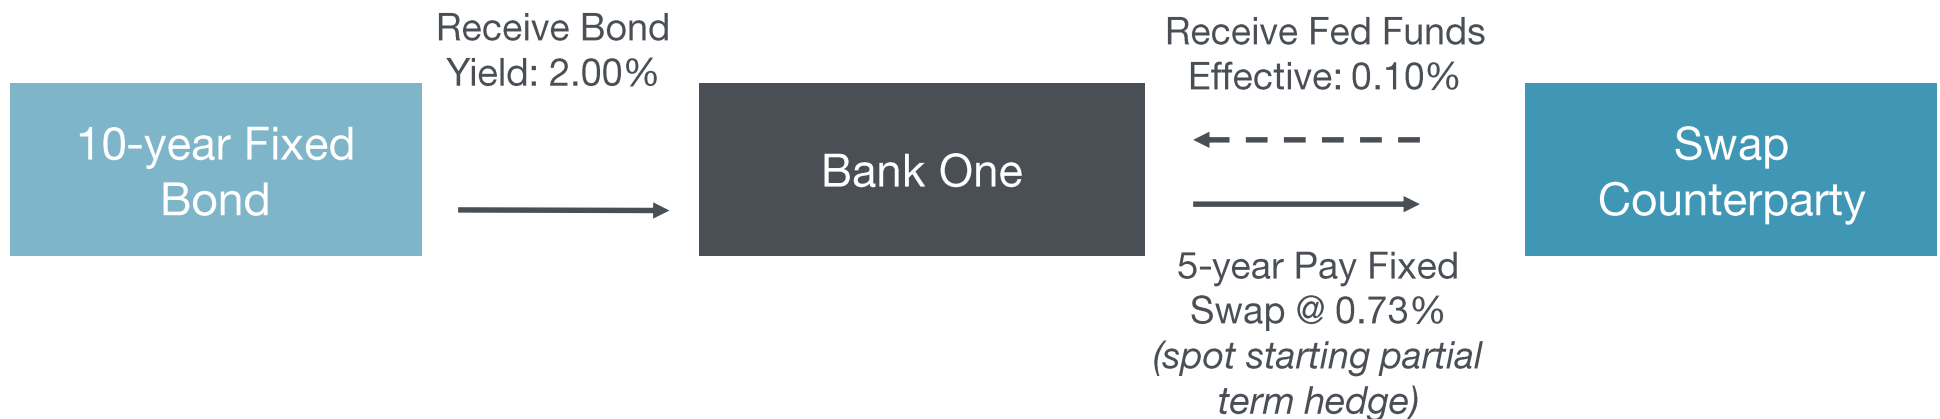 10-year Fixed
Bond
Receive Bond
Yield: 2.00%
Bank One
Receive Fed Funds
Effective: 0.10%
5-year Pay Fixed
Swap @ 0.73%
(spot starting partial
term hedge)
Swap
Counterparty